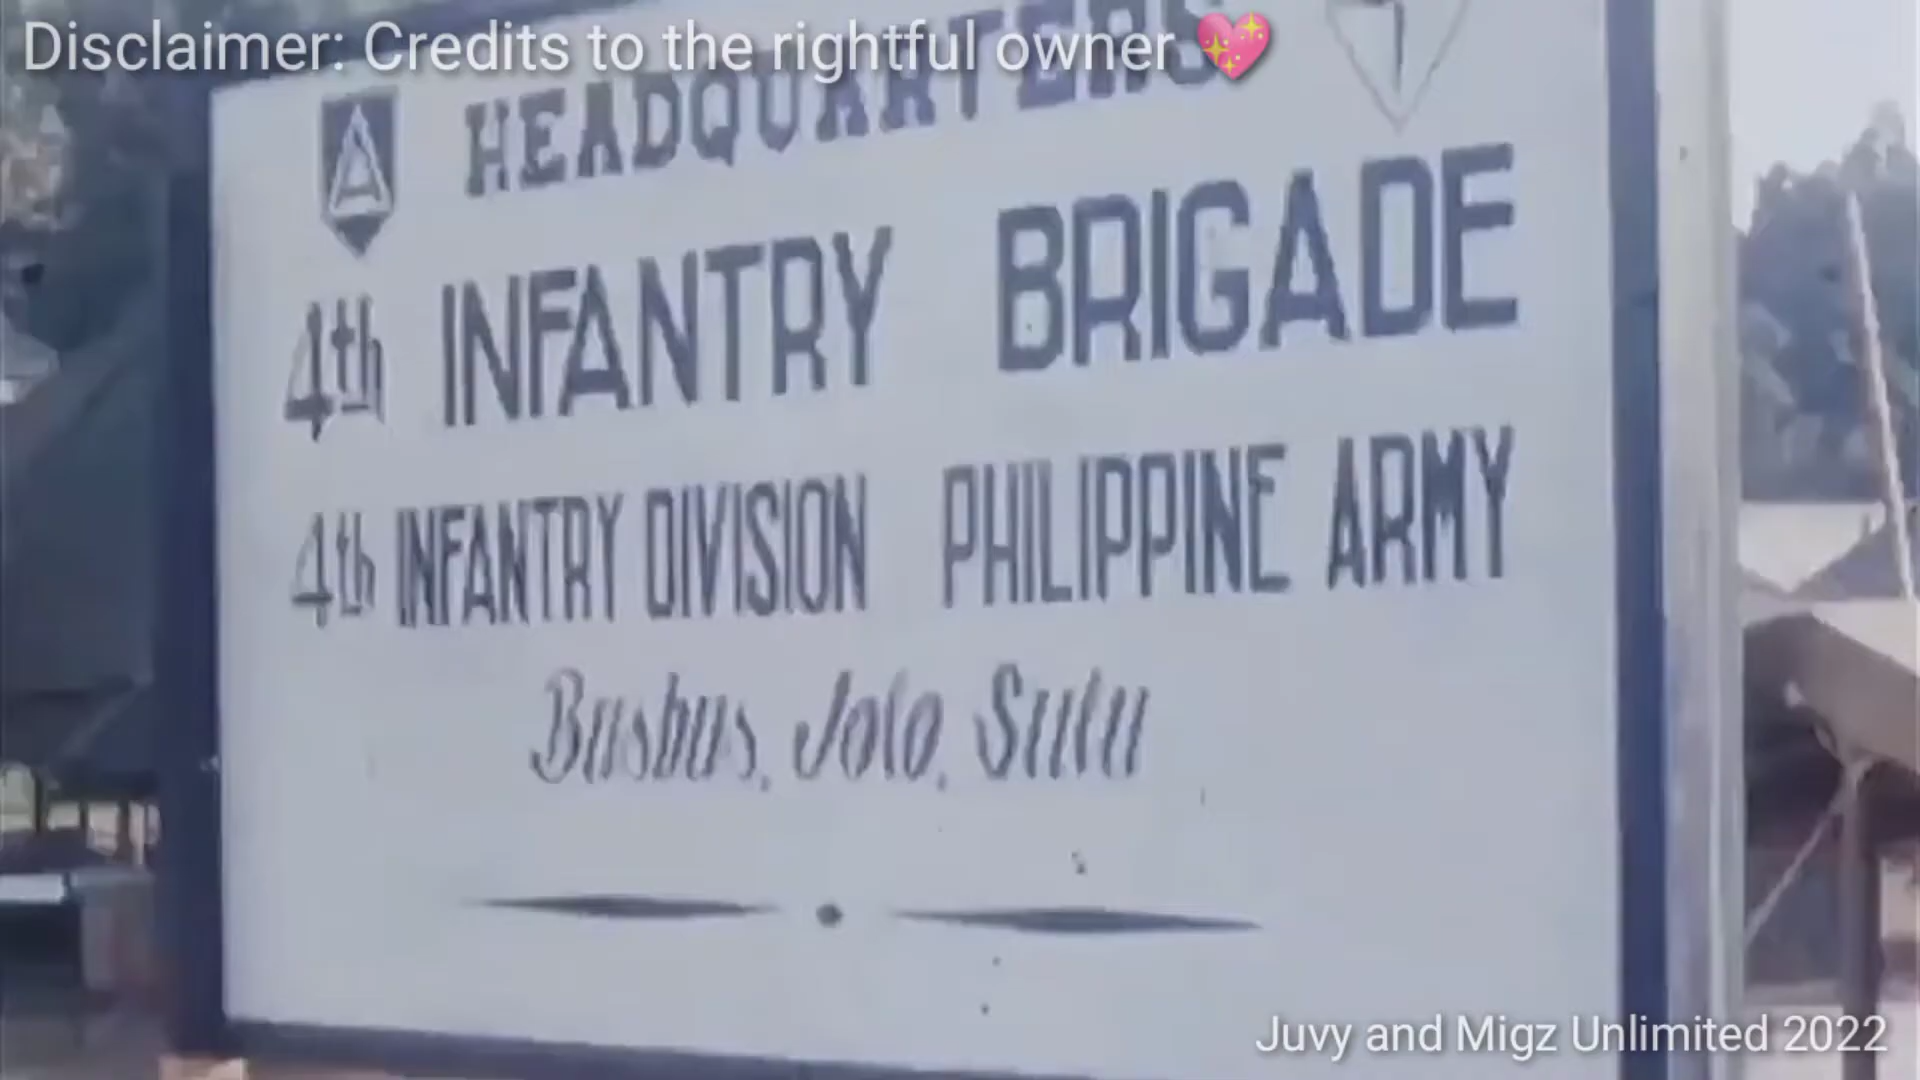 Disclaimer: Credits to the rightful owner 💖
HEADQUARTERS
4th INFANTRY BRIGADE
4th INFANTRY DIVISION PHILIPPINE ARMY
Busbus, Jolo, Sulu
Juvy and Migz Unlimited 2022